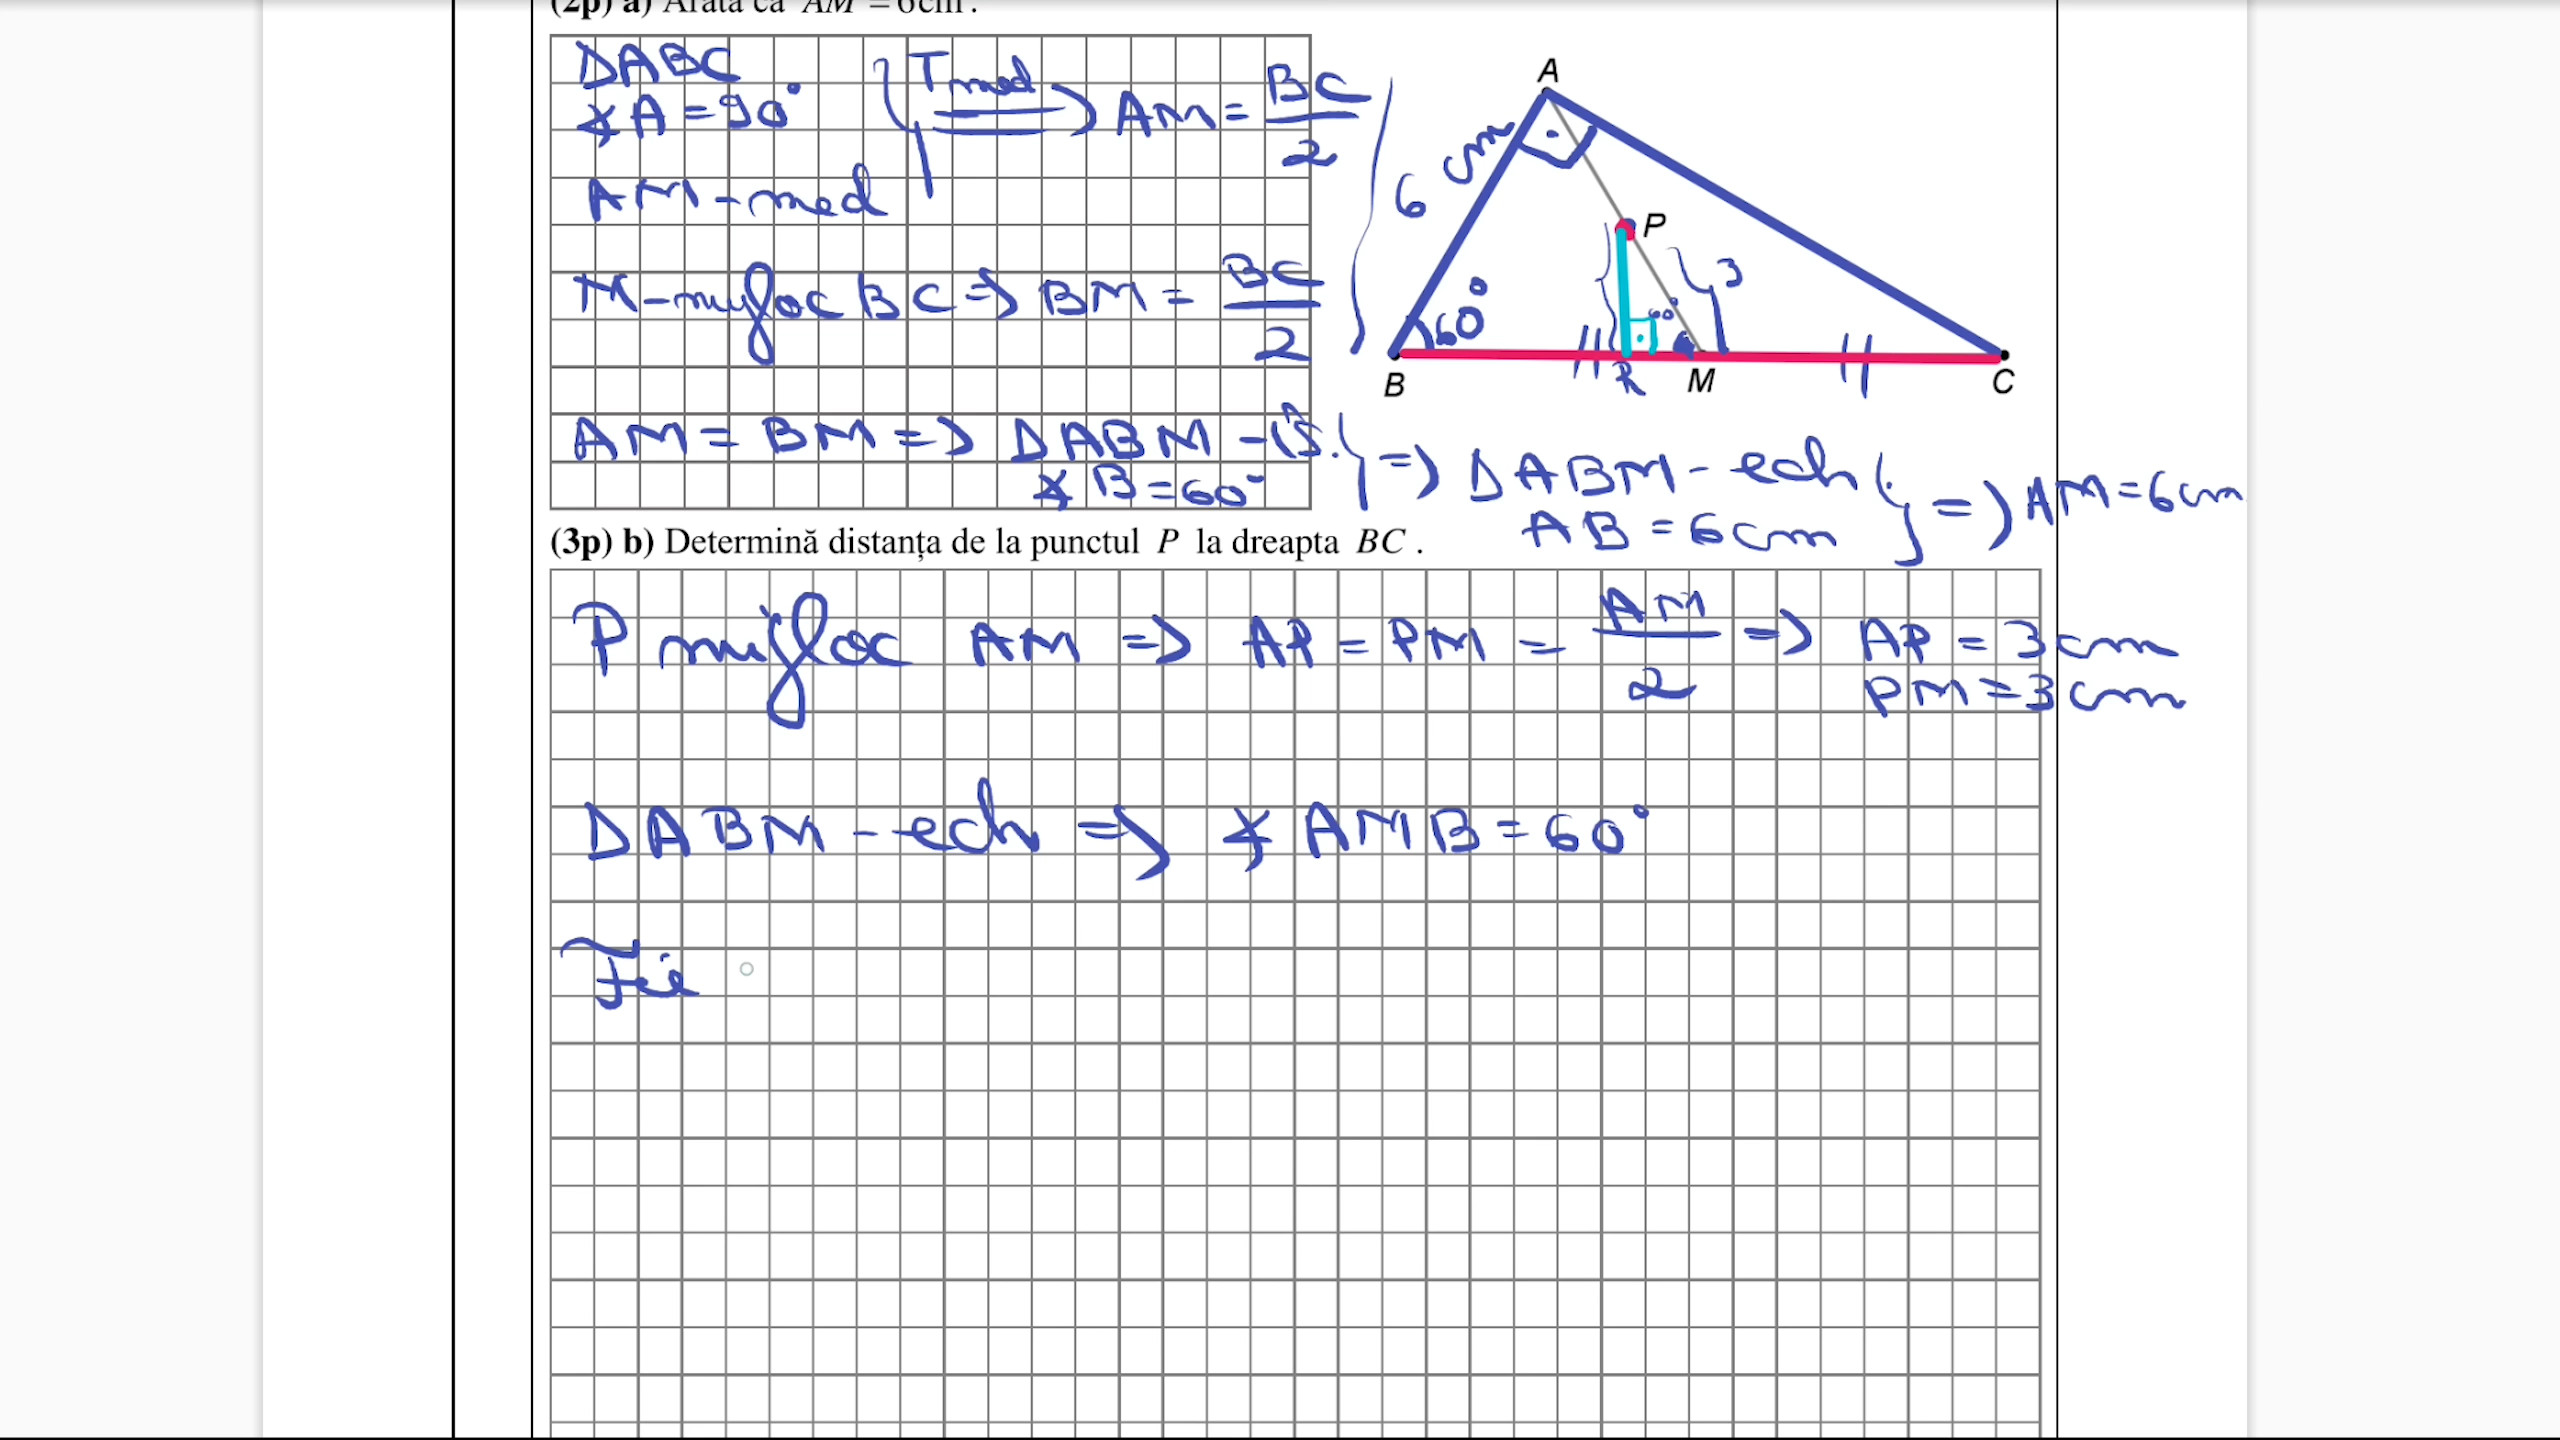 (2p) a) Arată că AM = 6cm.
ΔABC
∢A = 90°
AM - med
T med => AM = BC/2
M - mijloc BC => BM = BC/2
AM = BM => ΔABM - is.
∢B = 60°
=> ΔABM - ech
AB = 6cm
=> AM = 6cm
A
6 cm
P
3
60°
60°
B
R
M
C
(3p) b) Determină distanța de la punctul P la dreapta BC.
P mijloc AM => AP = PM = AM/2 => AP = 3cm
PM = 3cm
ΔABM - ech => ∢AMB = 60°
Fie